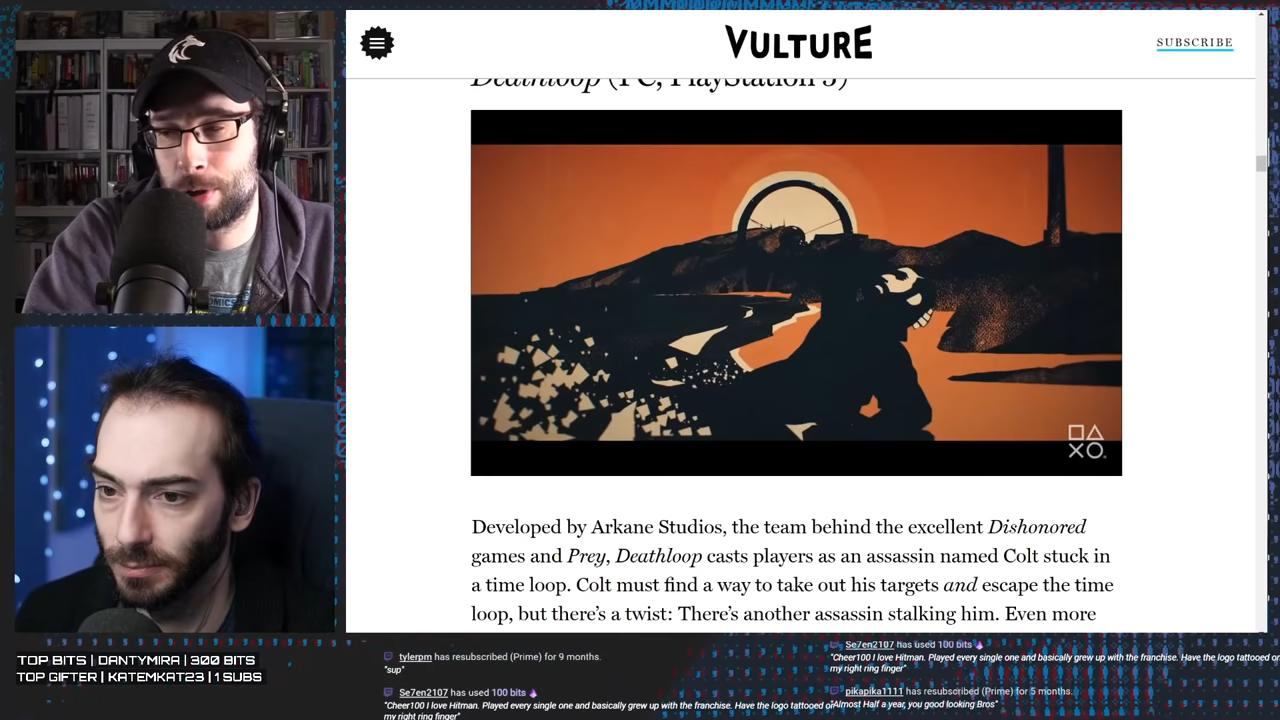 VULTURE
SUBSCRIBE
Deathloop (PC, PlayStation 5)
Developed by Arkane Studios, the team behind the excellent Dishonored
games and Prey, Deathloop casts players as an assassin named Colt stuck in
a time loop. Colt must find a way to take out his targets and escape the time
loop, but there's a twist: There's another assassin stalking him. Even more
TOP BITS | DANTYMIRA | 300 BITS
TOP GIFTER | KATEMKAT23 | 1 SUBS
tylerpm has resubscribed (Prime) for 9 months.
"sup"
Se7en2107 has used 100 bits
"Cheer100 I love Hitman. Played every single one and basically grew up with the franchise. Have the logo tattooed o
my right ring finger"
Se7en2107 has used 100 bits
"Cheer100 I love Hitman. Played every single one and basically grew up with the franchise. Have the logo tattooed on
my right ring finger"
pikapika1111 has resubscribed (Prime) for 5 months.
"Almost Half a year, you good looking Bros"